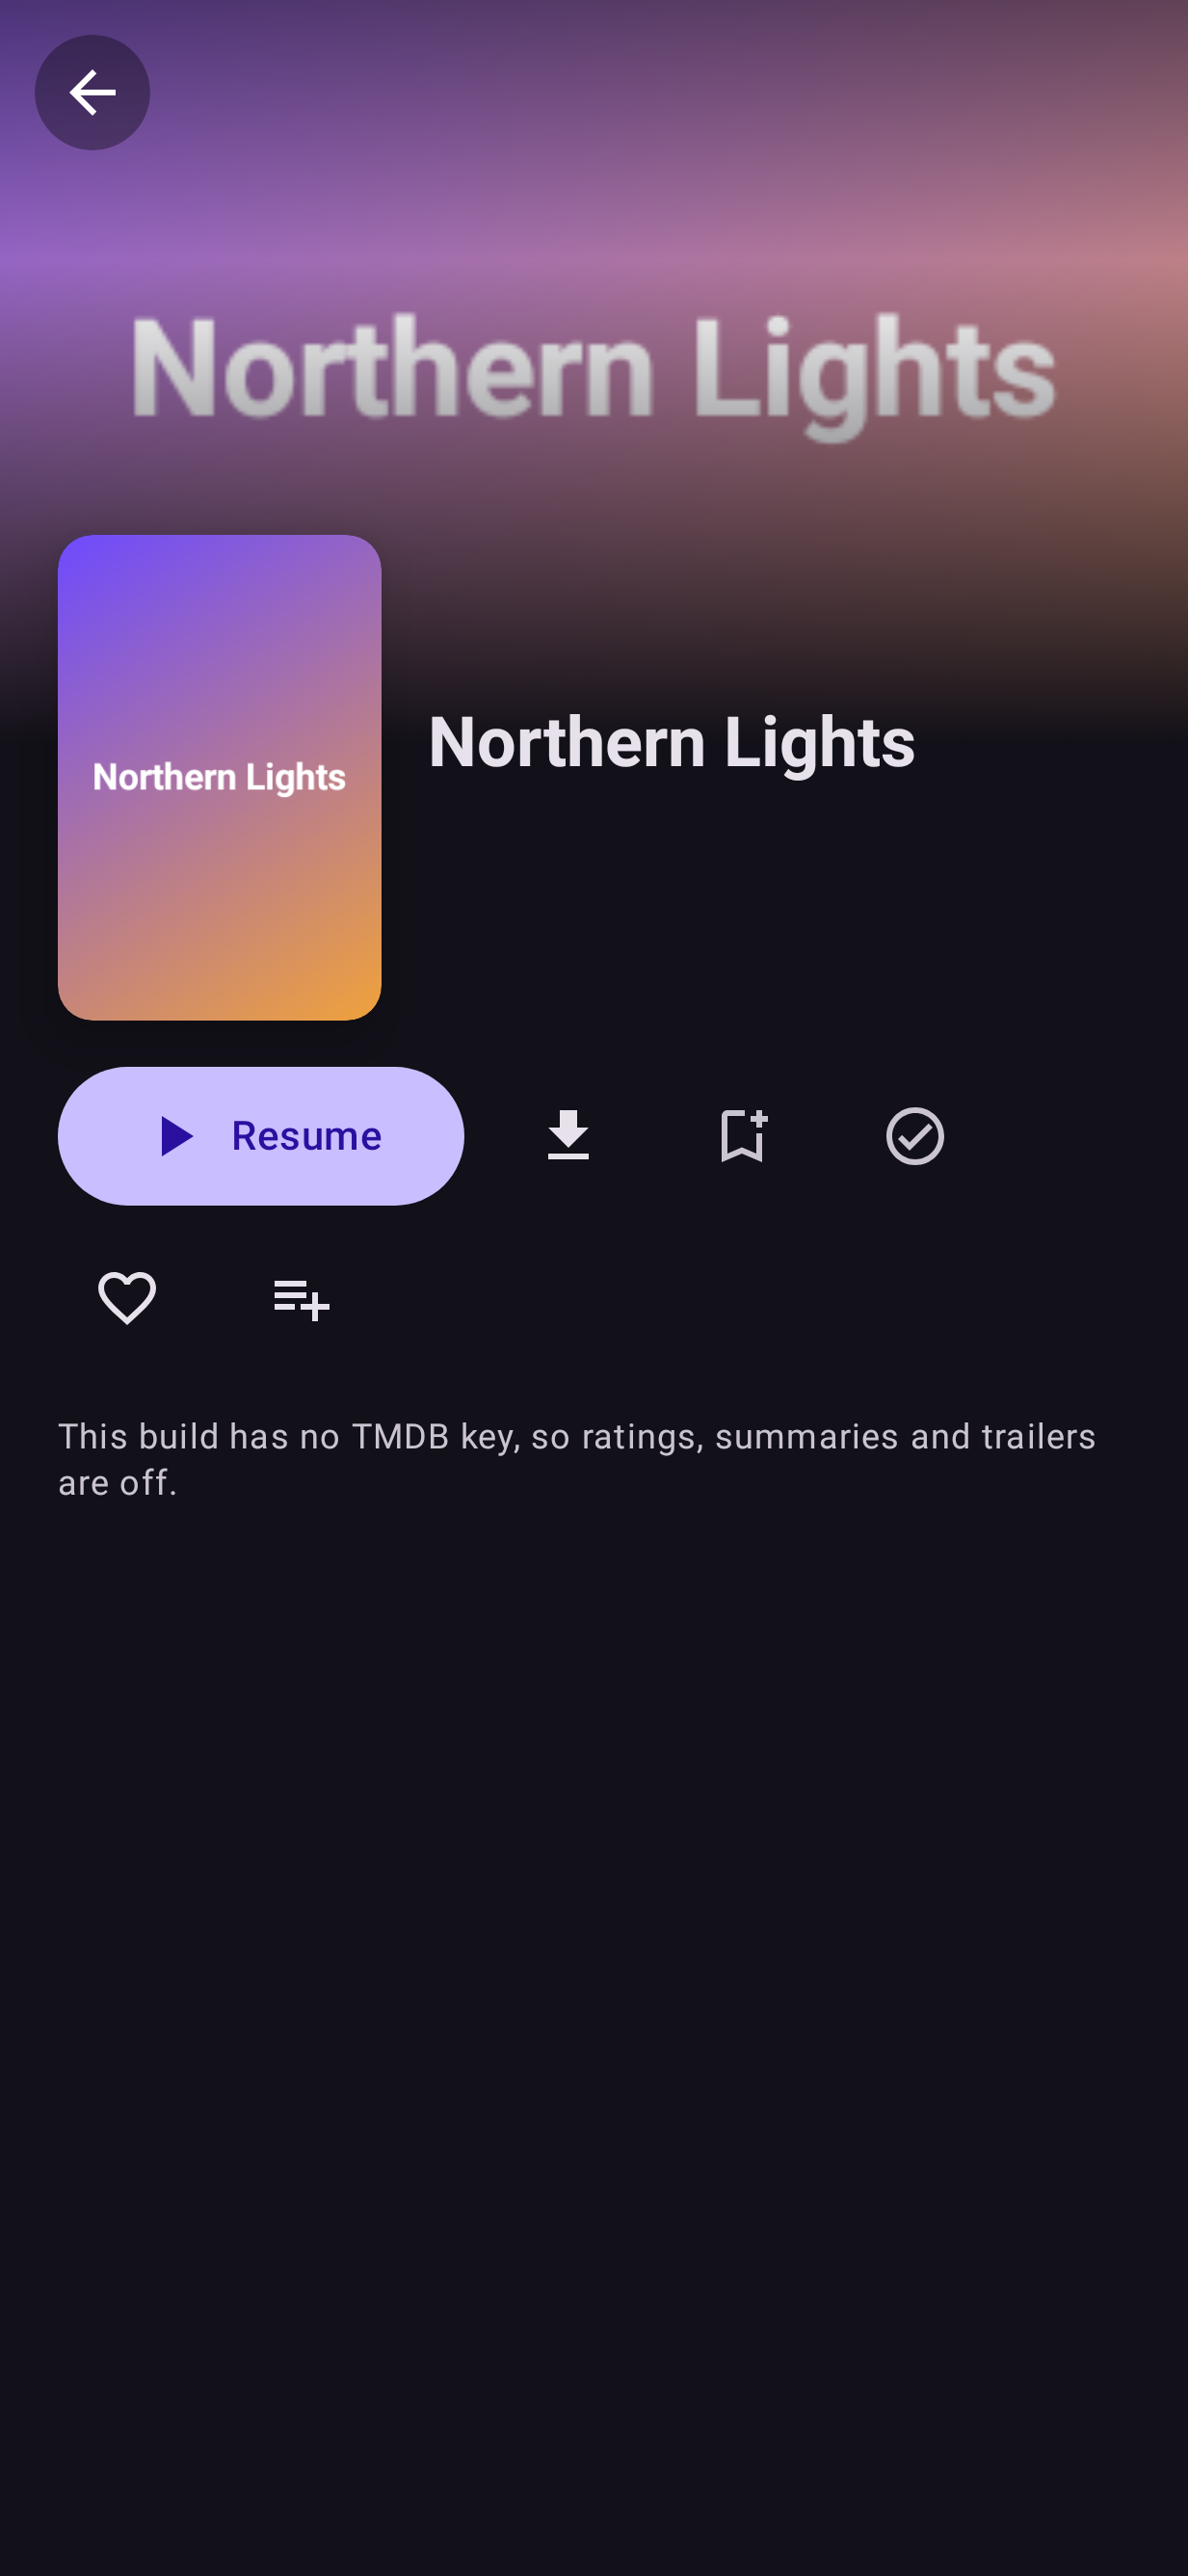 Northern Lights
Northern Lights
Northern Lights
Resume
This build has no TMDB key, so ratings, summaries and trailers
are off.